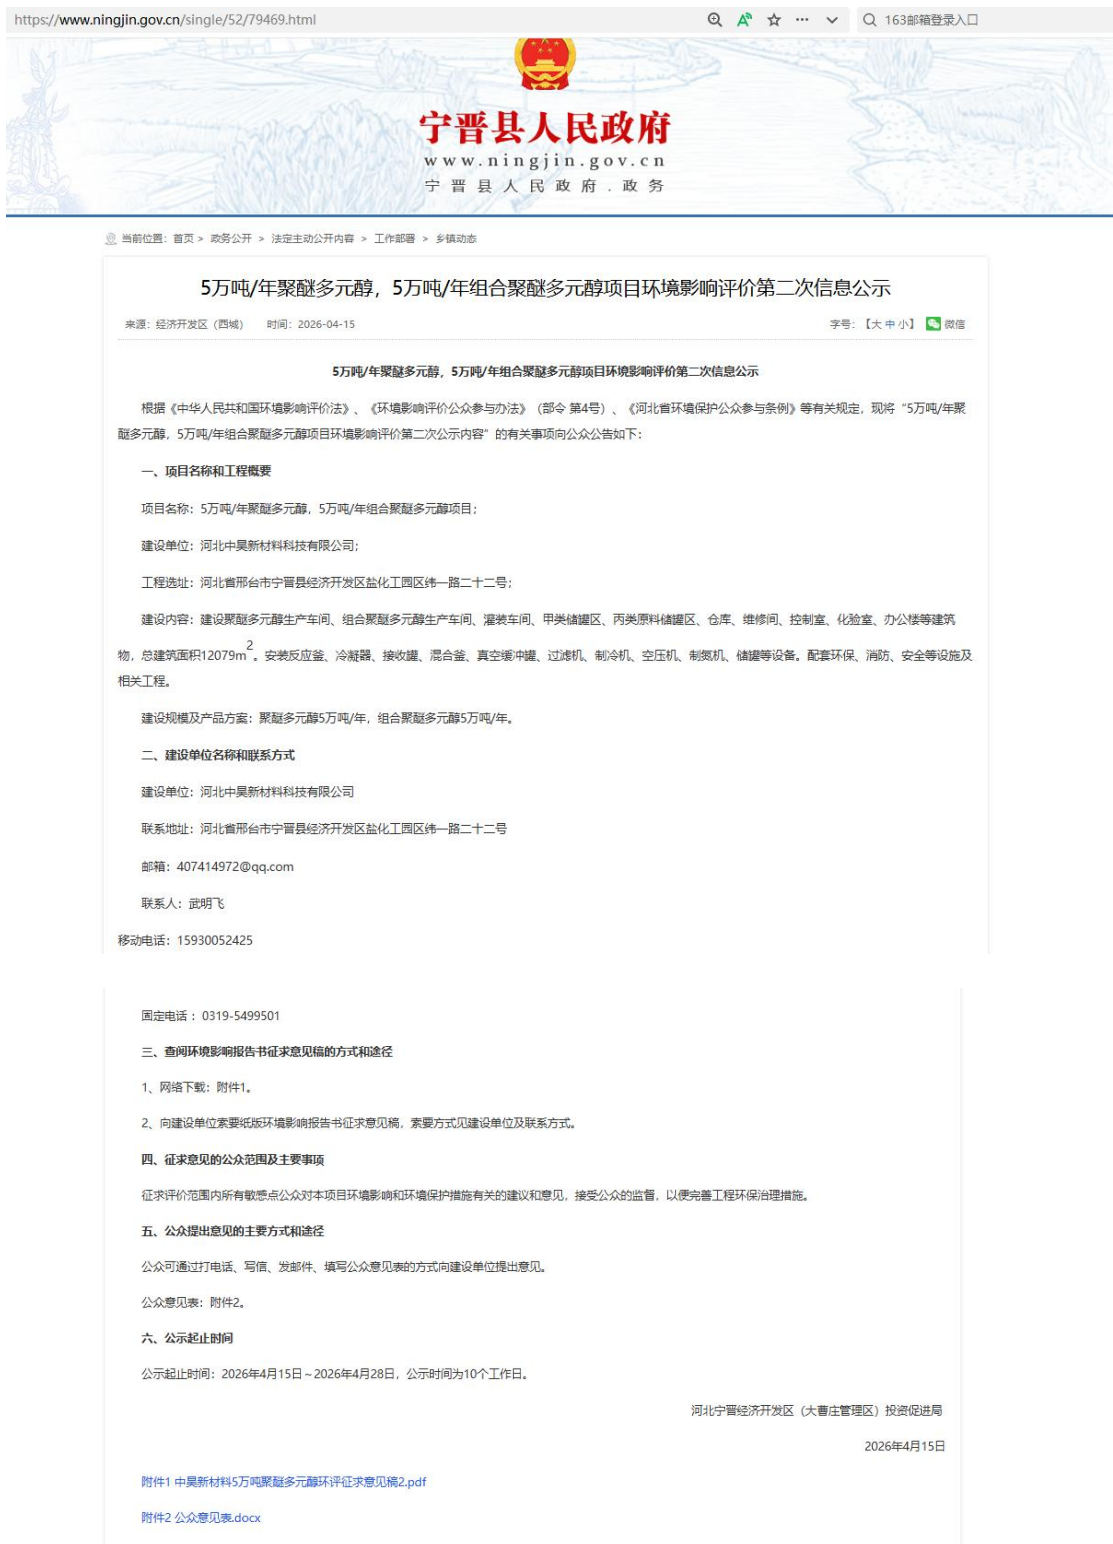 https://www.ningjin.gov.cn/single/52/79469.html
163邮箱登录入口
宁晋县人民政府
www.ningjin.gov.cn
宁晋县人民政府.政务
当前位置：首页 > 政务公开 > 法定主动公开内容 > 工作部署 > 乡镇动态
5万吨/年聚醚多元醇，5万吨/年组合聚醚多元醇项目环境影响评价第二次信息公示
来源：经济开发区（西城） 时间：2026-04-15 字号：【大 中 小】 微信
5万吨/年聚醚多元醇，5万吨/年组合聚醚多元醇项目环境影响评价第二次信息公示
根据《中华人民共和国环境影响评价法》、《环境影响评价公众参与办法》（部令 第4号）、《河北省环境保护公众参与条例》等有关规定，现将“5万吨/年聚
醚多元醇，5万吨/年组合聚醚多元醇项目环境影响评价第二次公示内容”的有关事项向公众公告如下：
一、项目名称和工程概要
项目名称：5万吨/年聚醚多元醇，5万吨/年组合聚醚多元醇项目；
建设单位：河北中昊新材料科技有限公司；
工程选址：河北省邢台市宁晋县经济开发区盐化工园区纬一路二十二号；
建设内容：建设聚醚多元醇生产车间、组合聚醚多元醇生产车间、灌装车间、甲类储罐区、丙类原料储罐区、仓库、维修间、控制室、化验室、办公楼等建筑
物，总建筑面积12079m2。安装反应釜、冷凝器、接收罐、混合釜、真空缓冲罐、过滤机、制冷机、空压机、制氮机、储罐等设备。配套环保、消防、安全等设施及
相关工程。
建设规模及产品方案：聚醚多元醇5万吨/年，组合聚醚多元醇5万吨/年。
二、建设单位名称和联系方式
建设单位：河北中昊新材料科技有限公司
联系地址：河北省邢台市宁晋县经济开发区盐化工园区纬一路二十二号
邮箱：407414972@qq.com
联系人：武明飞
移动电话：15930052425
固定电话 ：0319-5499501
三、查阅环境影响报告书征求意见稿的方式和途径
1、网络下载：附件1。
2、向建设单位索要纸版环境影响报告书征求意见稿，索要方式见建设单位及联系方式。
四、征求意见的公众范围及主要事项
征求评价范围内所有敏感点公众对本项目环境影响和环境保护措施有关的建议和意见，接受公众的监督，以便完善工程环保治理措施。
五、公众提出意见的主要方式和途径
公众可通过打电话、写信、发邮件、填写公众意见表的方式向建设单位提出意见。
公众意见表：附件2。
六、公示起止时间
公示起止时间：2026年4月15日～2026年4月28日，公示时间为10个工作日。
河北宁晋经济开发区（大曹庄管理区）投资促进局
2026年4月15日
附件1 中昊新材料5万吨聚醚多元醇环评征求意见稿2.pdf
附件2 公众意见表.docx